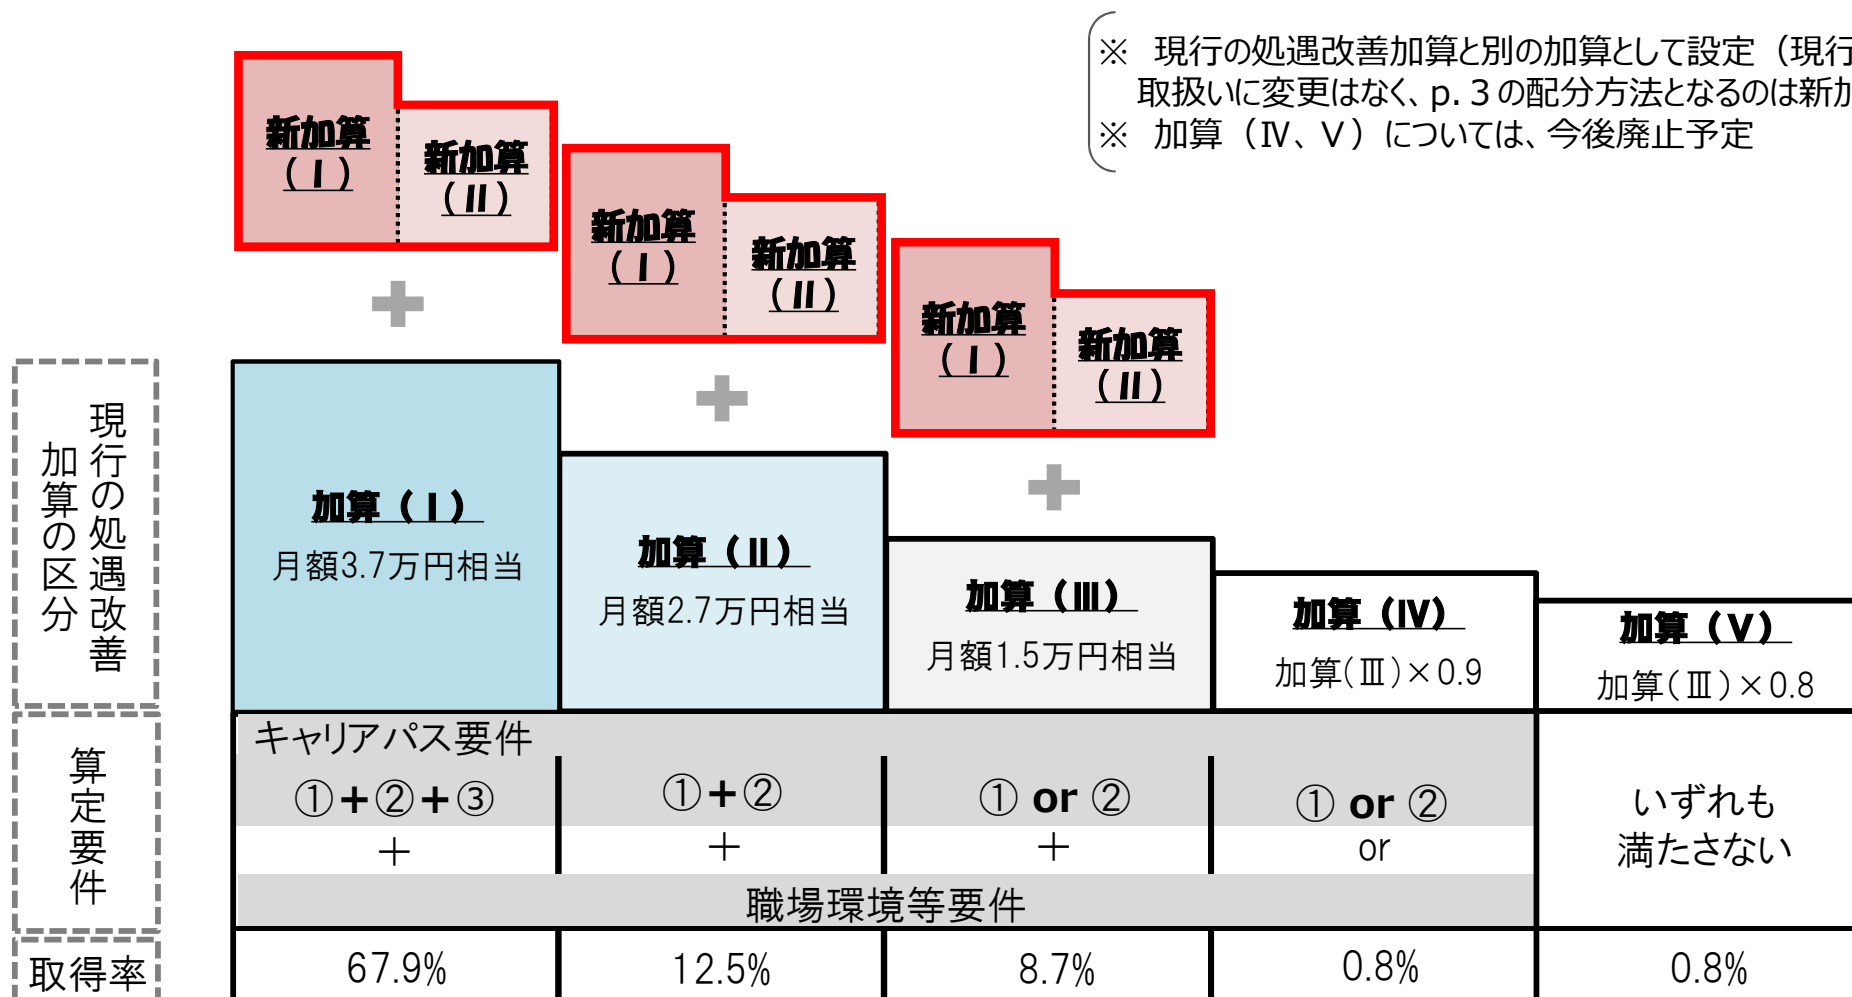 ※ 現行の処遇改善加算と別の加算として設定（現行
取扱いに変更はなく、p.３の配分方法となるのは新加
※ 加算（Ⅳ、Ⅴ）については、今後廃止予定
新加算
（Ⅰ）
新加算
（Ⅱ）
新加算
（Ⅰ）
新加算
（Ⅱ）
新加算
（Ⅰ）
新加算
（Ⅱ）
現行の処遇改善
加算の区分
加算（Ⅰ）
月額3.7万円相当
加算（Ⅱ）
月額2.7万円相当
加算（Ⅲ）
月額1.5万円相当
加算（Ⅳ）
加算(Ⅲ)×0.9
加算（Ⅴ）
加算(Ⅲ)×0.8
算定要件
キャリアパス要件
①+②+③
①+②
① or ②
① or ②
＋
＋
＋
or
職場環境等要件
いずれも
満たさない
取得率
67.9%
12.5%
8.7%
0.8%
0.8%